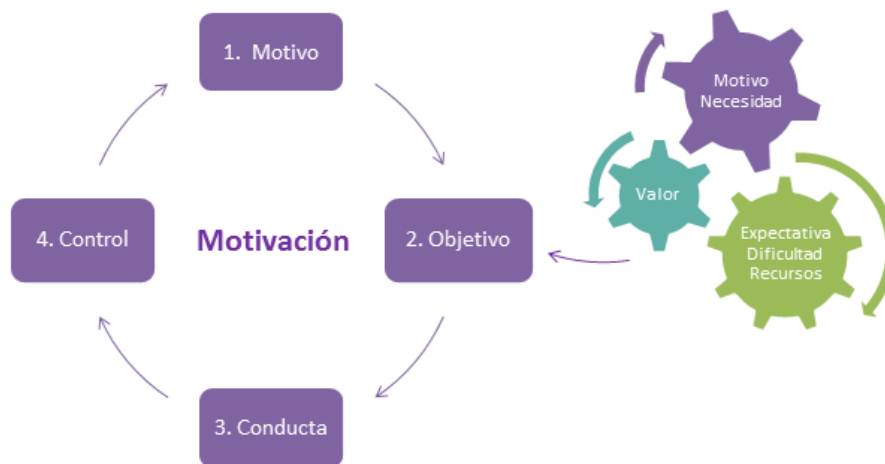 1. Motivo
Motivo
Necesidad
Valor
4. Control
Motivación
2. Objetivo
Expectativa
Dificultad
Recursos
3. Conducta